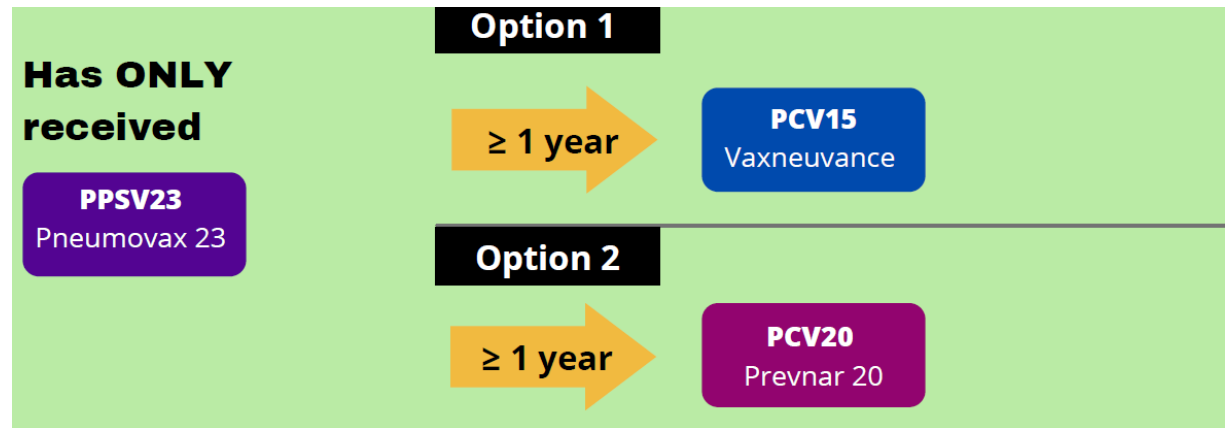 Has ONLY
received
PPSV23
Pneumovax 23
Option 1
≥ 1 year
PCV15
Vaxneuvance
Option 2
≥ 1 year
PCV20
Prevnar 20